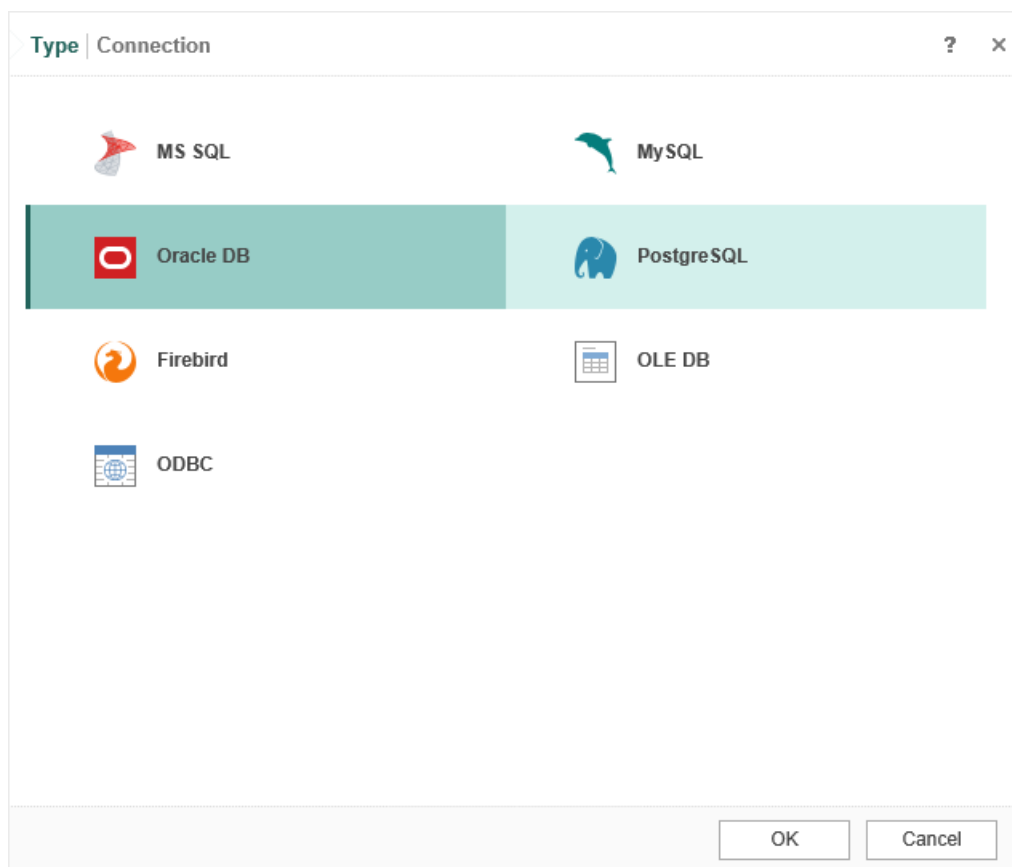 Type Connection ? ×
MS SQL MySQL
Oracle DB PostgreSQL
Firebird OLE DB
ODBC
OK Cancel